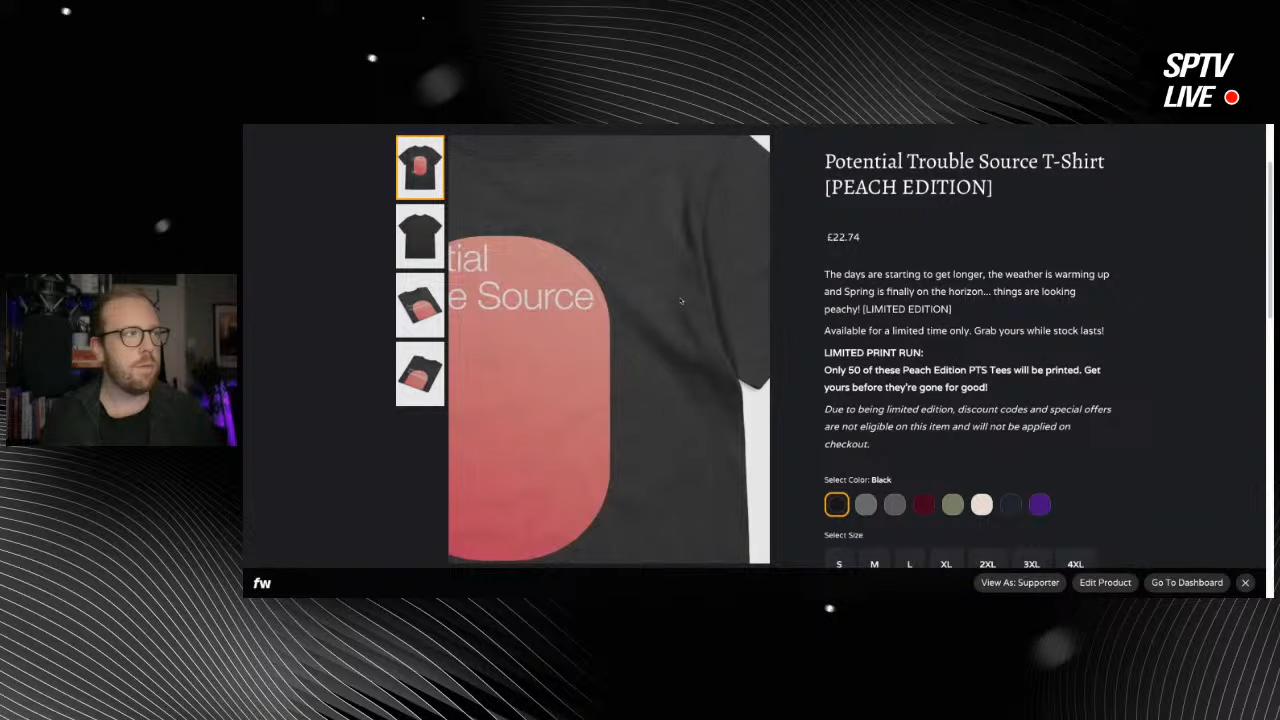 SPTV
LIVE
Potential Trouble Source T-Shirt
[PEACH EDITION]
£22.74
The days are starting to get longer, the weather is warming up
and Spring is finally on the horizon... things are looking
peachy! [LIMITED EDITION]
Available for a limited time only. Grab yours while stock lasts!
LIMITED PRINT RUN:
Only 50 of these Peach Edition PTS Tees will be printed. Get
yours before they're gone for good!
Due to being limited edition, discount codes and special offers
are not eligible on this item and will not be applied on
checkout.
Select Color: Black
Select Size
S M L XL 2XL 3XL 4XL
tial
e Source
fw
View As: Supporter Edit Product Go To Dashboard